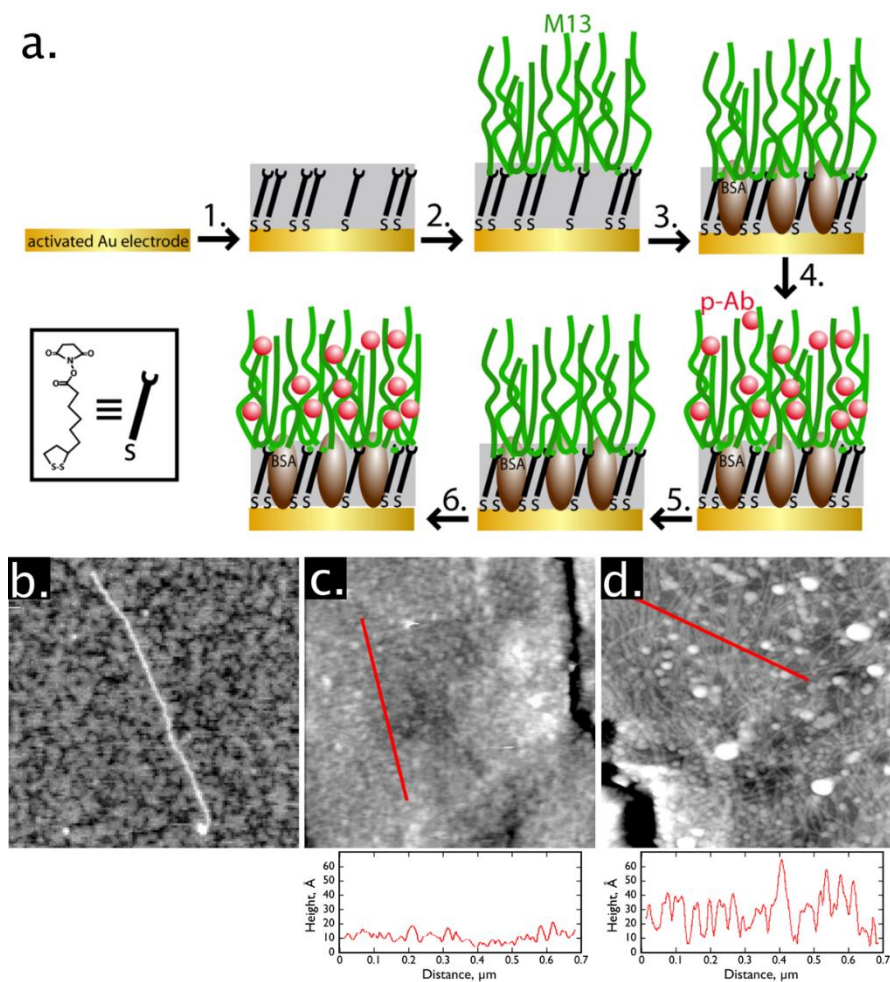 a.
M13
1.
2.
3.
activated Au electrode
S S S S S S S
S S S S S S S
BSA
S S S S S S
4.
p-Ab
O
N
O
O
O
S-S
≡
S
BSA
S S S S S S
6.
BSA
S S S S S S
5.
BSA
S S S S S S
b.
c.
d.
Height, Å
60
50
40
30
20
10
0
0 0.1 0.2 0.3 0.4 0.5 0.6 0.7
Distance, µm
Height, Å
60
50
40
30
20
10
0
0 0.1 0.2 0.3 0.4 0.5 0.6 0.7
Distance, µm